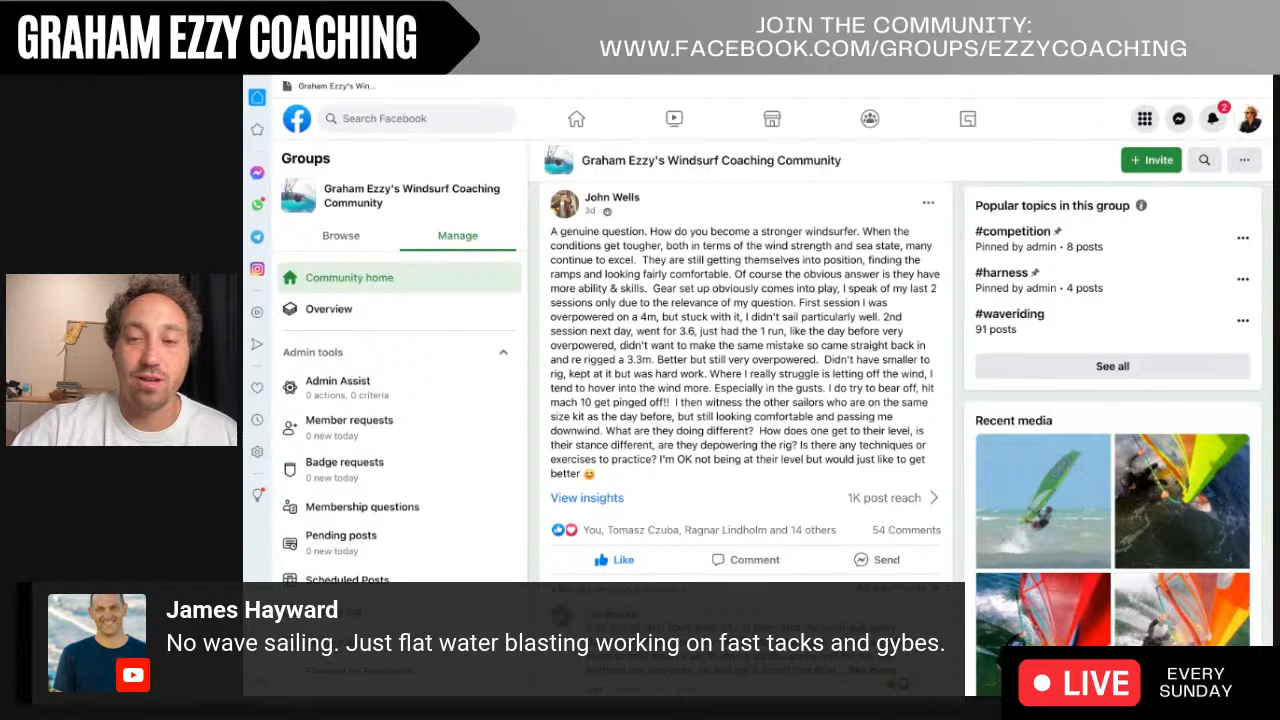 GRAHAM EZZY COACHING
JOIN THE COMMUNITY:
WWW.FACEBOOK.COM/GROUPS/EZZYCOACHING
Graham Ezzy's Win...
Search Facebook
2
Groups
Graham Ezzy's Windsurf Coaching
Community
Browse
Manage
Community home
Overview
Admin tools
Admin Assist
0 actions, 0 criteria
Member requests
0 new today
Badge requests
0 new today
Membership questions
Pending posts
0 new today
Scheduled Posts
Graham Ezzy's Windsurf Coaching Community
+ Invite
John Wells
3d
A genuine question. How do you become a stronger windsurfer. When the
conditions get tougher, both in terms of the wind strength and sea state, many
continue to excel. They are still getting themselves into position, finding the
ramps and looking fairly comfortable. Of course the obvious answer is they have
more ability & skills. Gear set up obviously comes into play, I speak of my last 2
sessions only due to the relevance of my question. First session I was
overpowered on a 4m, but stuck with it, I didn't sail particularly well. 2nd
session next day, went for 3.6, just had the 1 run, like the day before very
overpowered, didn't want to make the same mistake so came straight back in
and re rigged a 3.3m. Better but still very overpowered. Didn't have smaller to
rig, kept at it but was hard work. Where I really struggle is letting off the wind, I
tend to hover into the wind more. Especially in the gusts. I do try to bear off, hit
mach 10 get pinged off!! I then witness the other sailors who are on the same
size kit as the day before, but still looking comfortable and passing me
downwind. What are they doing different? How does one get to their level, is
their stance different, are they depowering the rig? Is there any techniques or
exercises to practice? I'm OK not being at their level but would just like to get
better 😊
View insights
1K post reach
You, Tomasz Czuba, Ragnar Lindholm and 14 others
54 Comments
Like
Comment
Send
Popular topics in this group
#competition
Pinned by admin • 8 posts
#harness
Pinned by admin • 4 posts
#waveriding
91 posts
See all
Recent media
James Hayward
No wave sailing. Just flat water blasting working on fast tacks and gybes.
LIVE
EVERY
SUNDAY